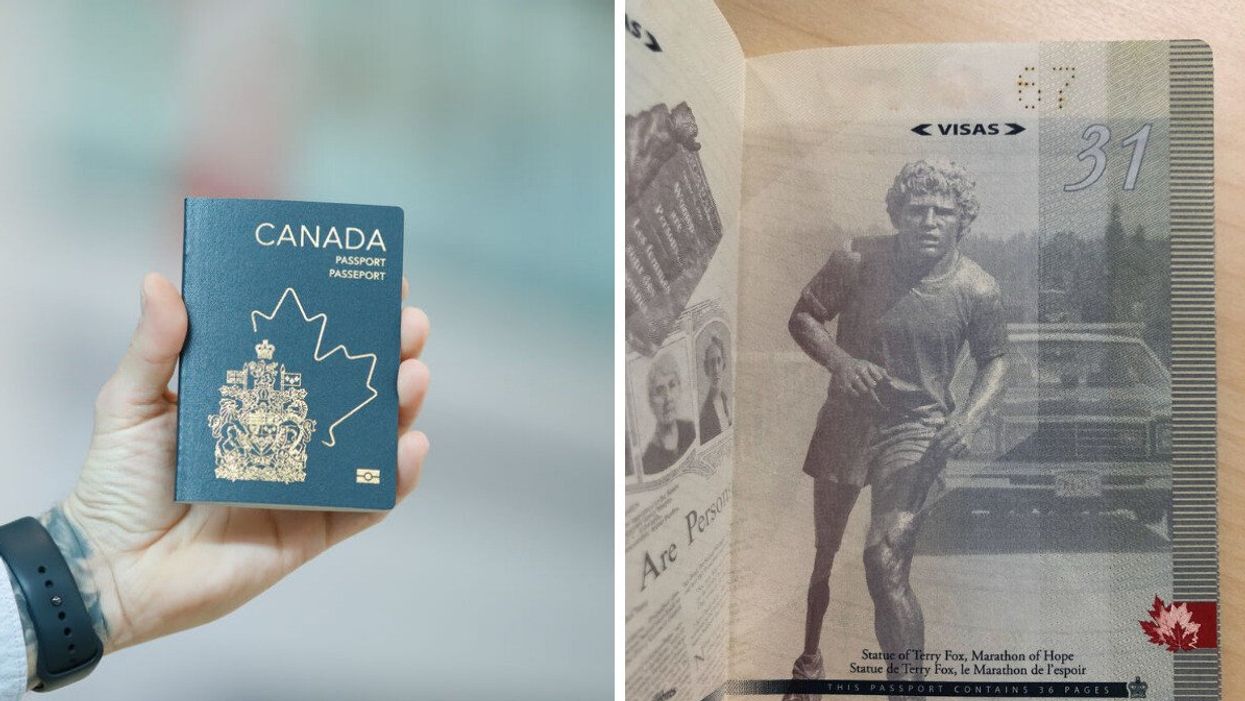 CANADA
PASSPORT
PASSEPORT
AS
Are Persons
67
VISAS
31
Statue of Terry Fox, Marathon of Hope
Statue de Terry Fox, le Marathon de l'espoir
THIS PASSPORT CONTAINS 36 PAGES